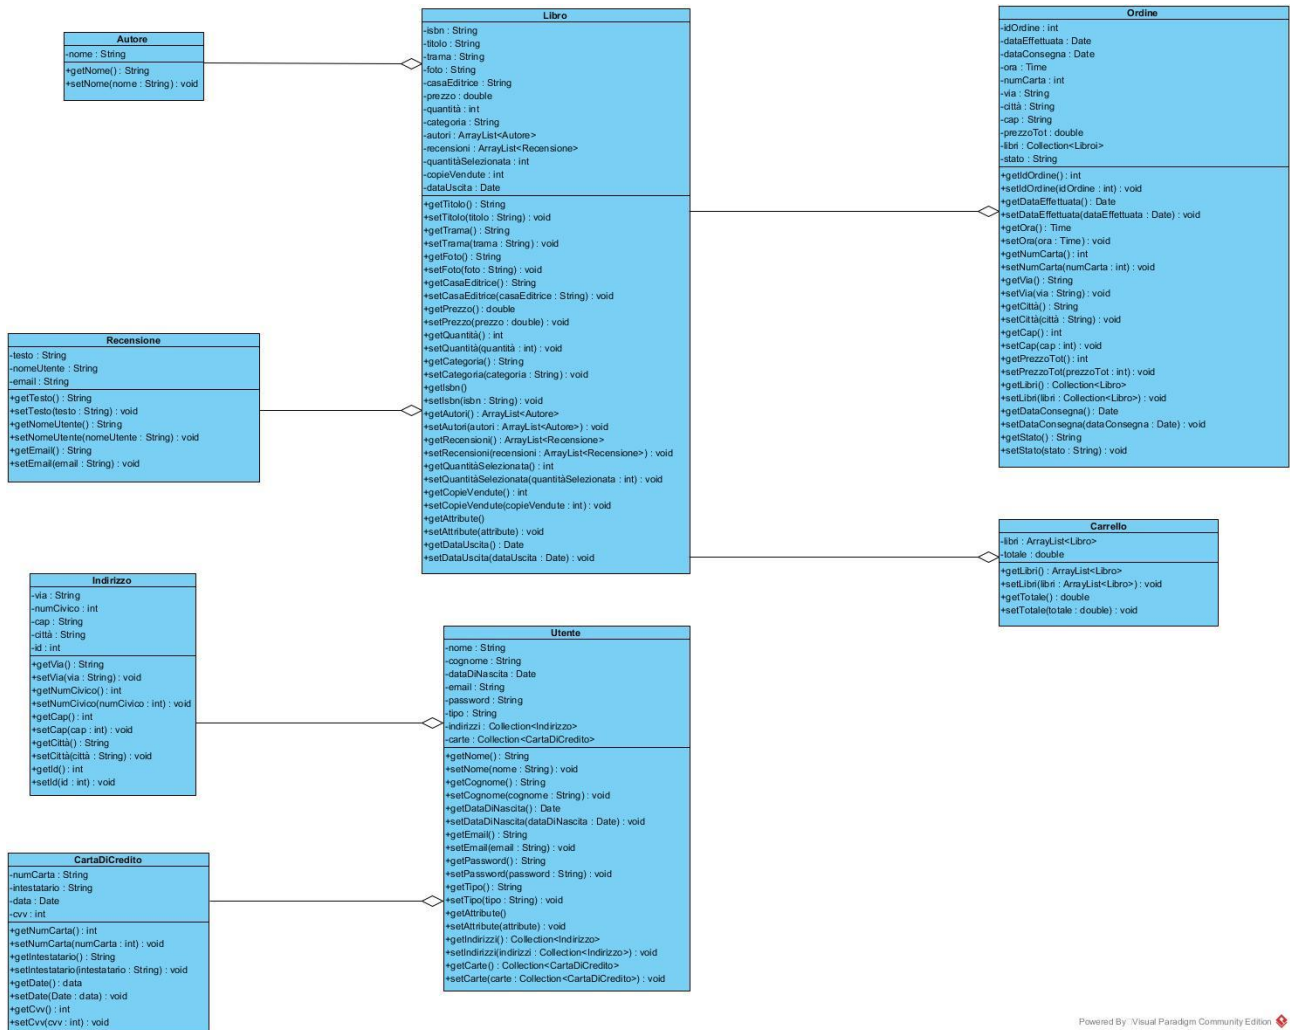 Autore
-nome : String
+getNome() : String
+setNome(nome : String) : void
Libro
-isbn : String
-titolo : String
-trama : String
-foto : String
-casaEditrice : String
-prezzo : double
-quantità : int
-categoria : String
-autori : ArrayList<Autore>
-recensioni : ArrayList<Recensione>
-quantitàSelezionata : int
-copieVendute : int
-dataUscita : Date
+getTitolo() : String
+setTitolo(titolo : String) : void
+getTrama() : String
+setTrama(trama : String) : void
+getFoto() : String
+setFoto(foto : String) : void
+getCasaEditrice() : String
+setCasaEditrice(casaEditrice : String) : void
+getPrezzo() : double
+setPrezzo(prezzo : double) : void
+getQuantità() : int
+setQuantità(quantità : int) : void
+getCategoria() : String
+setCategoria(categoria : String) : void
+getIsbn()
+setIsbn(isbn : String) : void
+getAutori() : ArrayList<Autore>
+setAutori(autori : ArrayList<Autore>) : void
+getRecensioni() : ArrayList<Recensione>
+setRecensioni(recensioni : ArrayList<Recensione>) : void
+getQuantitàSelezionata() : int
+setQuantitàSelezionata(quantitàSelezionata : int) : void
+getCopieVendute() : int
+setCopieVendute(copieVendute : int) : void
+getAttribute()
+setAttribute(attribute) : void
+getDataUscita() : Date
+setDataUscita(dataUscita : Date) : void
Ordine
-idOrdine : int
-dataEffettuata : Date
-dataConsegna : Date
-ora : Time
-numCarta : int
-via : String
-città : String
-cap : String
-prezzoTot : double
-libri : Collection<Libroi>
-stato : String
+getIdOrdine() : int
+setIdOrdine(idOrdine : int) : void
+getDataEffettuata() : Date
+setDataEffettuata(dataEffettuata : Date) : void
+getOra() : Time
+setOra(ora : Time) : void
+getNumCarta() : int
+setNumCarta(numCarta : int) : void
+getVia() : String
+setVia(via : String) : void
+getCittà() : String
+setCittà(città : String) : void
+getCap() : int
+setCap(cap : int) : void
+getPrezzoTot() : int
+setPrezzoTot(prezzoTot : int) : void
+getLibri() : Collection<Libro>
+setLibri(libri : Collection<Libro>) : void
+getDataConsegna() : Date
+setDataConsegna(dataConsegna : Date) : void
+getStato() : String
+setStato(stato : String) : void
Recensione
-testo : String
-nomeUtente : String
-email : String
+getTesto() : String
+setTesto(testo : String) : void
+getNomeUtente() : String
+setNomeUtente(nomeUtente : String) : void
+getEmail() : String
+setEmail(email : String) : void
Carrello
-libri : ArrayList<Libro>
-totale : double
+getLibri() : ArrayList<Libro>
+setLibri(libri : ArrayList<Libro>) : void
+getTotale() : double
+setTotale(totale : double) : void
Indirizzo
-via : String
-numCivico : int
-cap : String
-città : String
-id : int
+getVia() : String
+setVia(via : String) : void
+getNumCivico() : int
+setNumCivico(numCivico : int) : void
+getCap() : int
+setCap(cap : int) : void
+getCittà() : String
+setCittà(città : String) : void
+getId() : int
+setId(id : int) : void
Utente
-nome : String
-cognome : String
-dataDiNascita : Date
-email : String
-password : String
-tipo : String
-indirizzi : Collection<Indirizzo>
-carte : Collection<CartaDiCredito>
+getNome() : String
+setNome(nome : String) : void
+getCognome() : String
+setCognome(cognome : String) : void
+getDataDiNascita() : Date
+setDataDiNascita(dataDiNascita : Date) : void
+getEmail() : String
+setEmail(email : String) : void
+getPassword() : String
+setPassword(password : String) : void
+getTipo() : String
+setTipo(tipo : String) : void
+getAttribute()
+setAttribute(attribute) : void
+getIndirizzi() : Collection<Indirizzo>
+setIndirizzi(indirizzi : Collection<Indirizzo>) : void
+getCarte() : Collection<CartaDiCredito>
+setCarte(carte : Collection<CartaDiCredito>) : void
CartaDiCredito
-numCarta : String
-intestatario : String
-data : Date
-cvv : int
+getNumCarta() : int
+setNumCarta(numCarta : int) : void
+getIntestatario() : String
+setIntestatario(intestatario : String) : void
+getDate() : data
+setDate(Date : data) : void
+getCvv() : int
+setCvv(cvv : int) : void
Powered By Visual Paradigm Community Edition